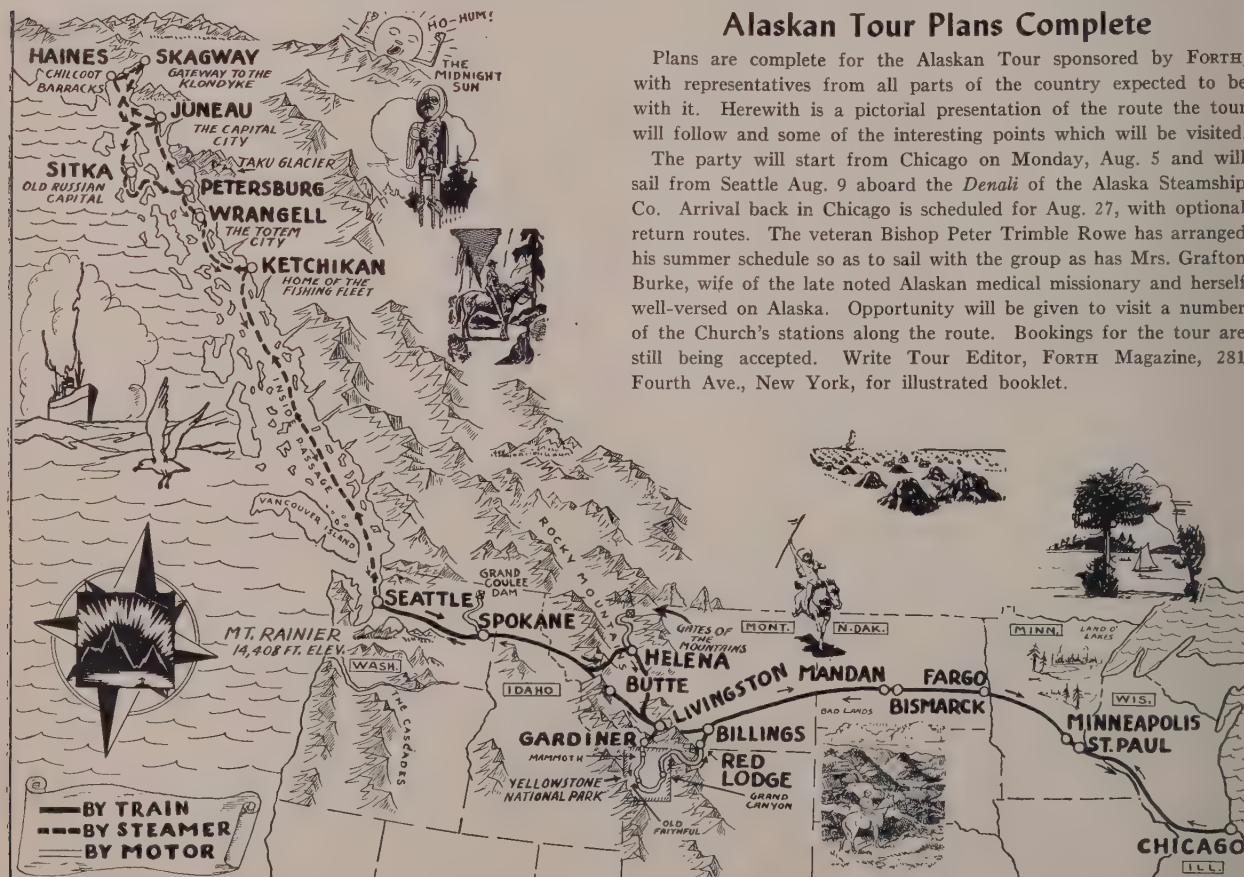 Alaskan Tour Plans Complete
Plans are complete for the Alaskan Tour sponsored by FORTH,
with representatives from all parts of the country expected to be
with it. Herewith is a pictorial presentation of the route the tour
will follow and some of the interesting points which will be visited.
The party will start from Chicago on Monday, Aug. 5 and will
sail from Seattle Aug. 9 aboard the Denali of the Alaska Steamship
Co. Arrival back in Chicago is scheduled for Aug. 27, with optional
return routes. The veteran Bishop Peter Trimble Rowe has arranged
his summer schedule so as to sail with the group as has Mrs. Grafton
Burke, wife of the late noted Alaskan medical missionary and herself
well-versed on Alaska. Opportunity will be given to visit a number
of the Church's stations along the route. Bookings for the tour are
still being accepted. Write Tour Editor, FORTH Magazine, 281
Fourth Ave., New York, for illustrated booklet.
HO-HUM!
THE
MIDNIGHT
SUN
HAINES
CHILCOOT
BARRACKS
SKAGWAY
GATEWAY TO THE
KLONDYKE
JUNEAU
THE CAPITAL
CITY
TAKU GLACIER
SITKA
OLD RUSSIAN
CAPITAL
PETERSBURG
WRANGELL
THE TOTEM
CITY
KETCHIKAN
HOME OF THE
FISHING FLEET
INSIDE PASSAGE
VANCOUVER ISLAND
SEATTLE
GRAND
COULEE
DAM
SPOKANE
MT. RAINIER
14,408 FT. ELEV.
WASH.
THE CASCADES
IDAHO
ROCKY MOUNTAINS
GATES OF
THE
MOUNTAINS
MONT.
N.DAK.
HELENA
BUTTE
LIVINGSTON
MANDAN
BISMARCK
FARGO
BAD LANDS
GARDINER
MAMMOTH
BILLINGS
RED
LODGE
GRAND
CANYON
YELLOWSTONE
NATIONAL PARK
OLD
FAITHFUL
MINN.
LAND O'
LAKES
WIS.
MINNEAPOLIS
ST. PAUL
CHICAGO
ILL.
BY TRAIN
BY STEAMER
BY MOTOR